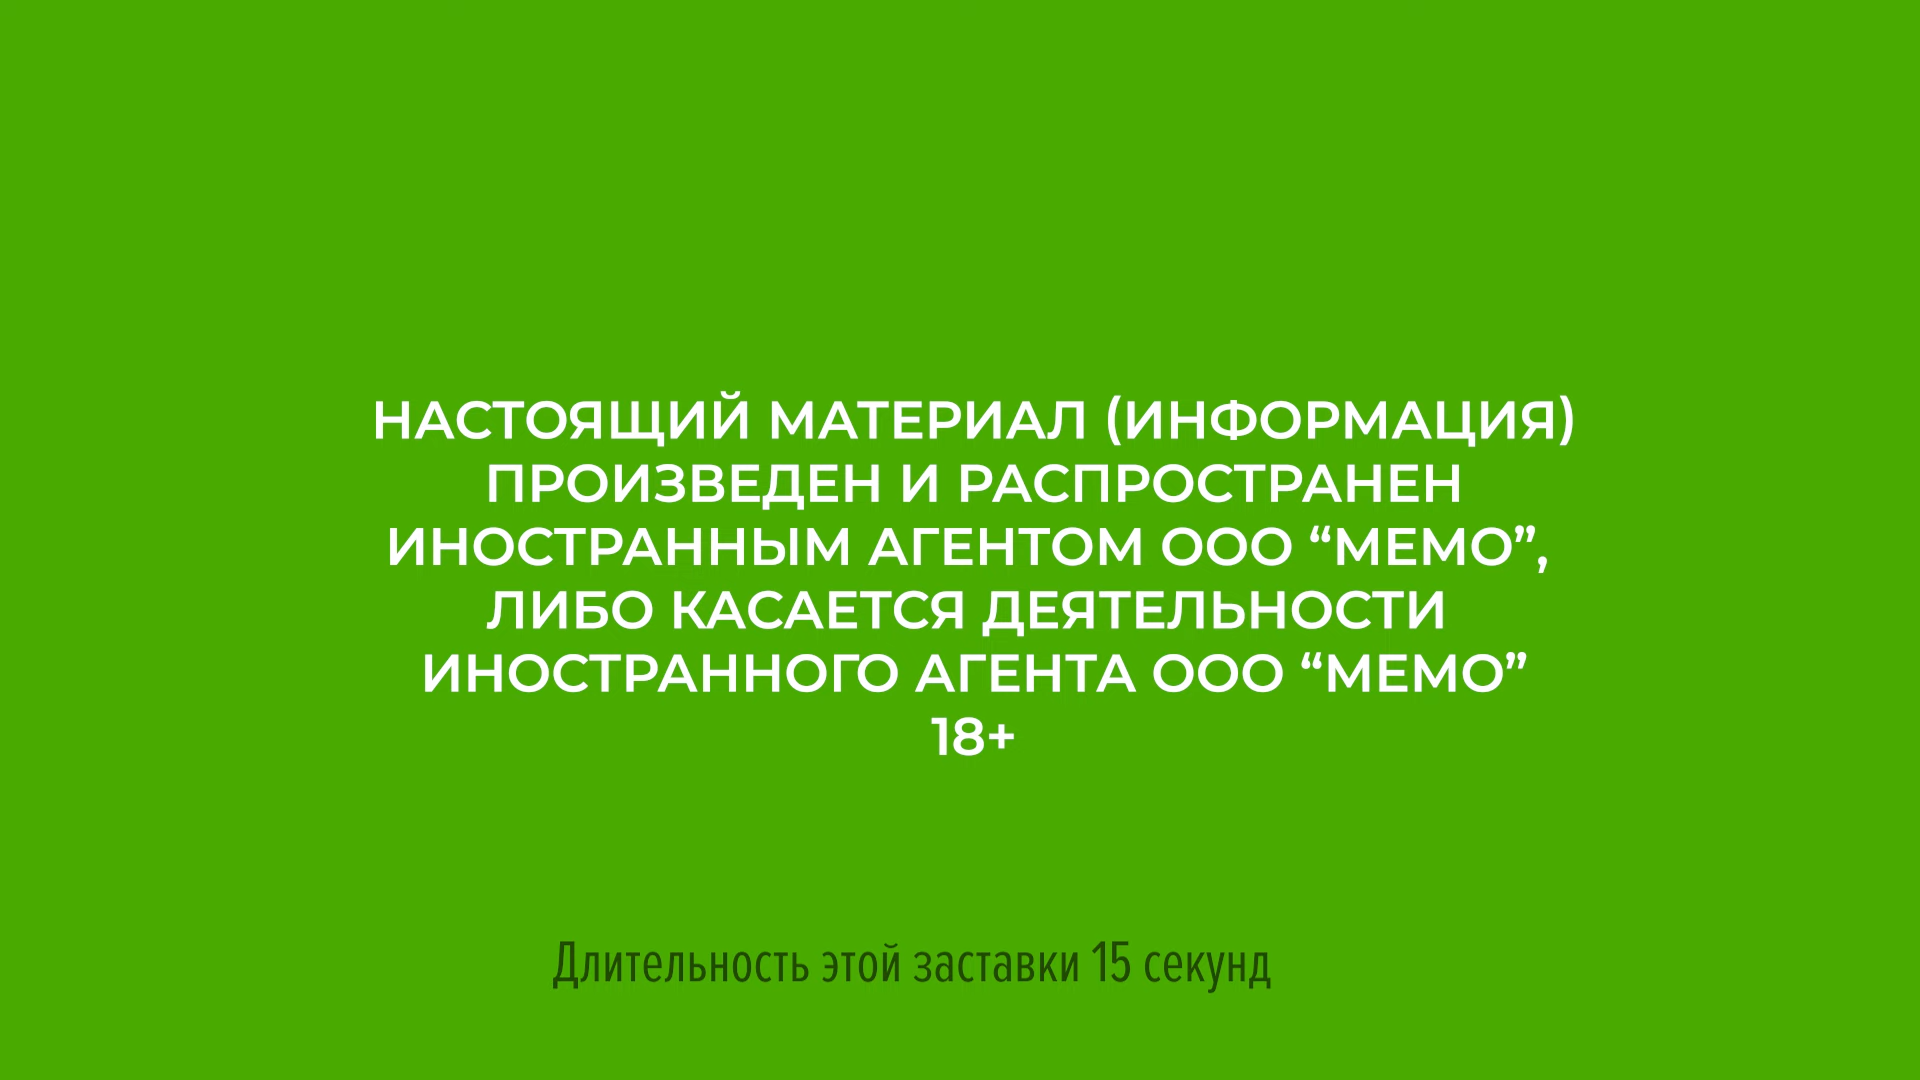 НАСТОЯЩИЙ МАТЕРИАЛ (ИНФОРМАЦИЯ)
ПРОИЗВЕДЕН И РАСПРОСТРАНЕН
ИНОСТРАННЫМ АГЕНТОМ ООО “МЕМО”,
ЛИБО КАСАЕТСЯ ДЕЯТЕЛЬНОСТИ
ИНОСТРАННОГО АГЕНТА ООО “МЕМО”
18+
Длительность этой заставки 15 секунд